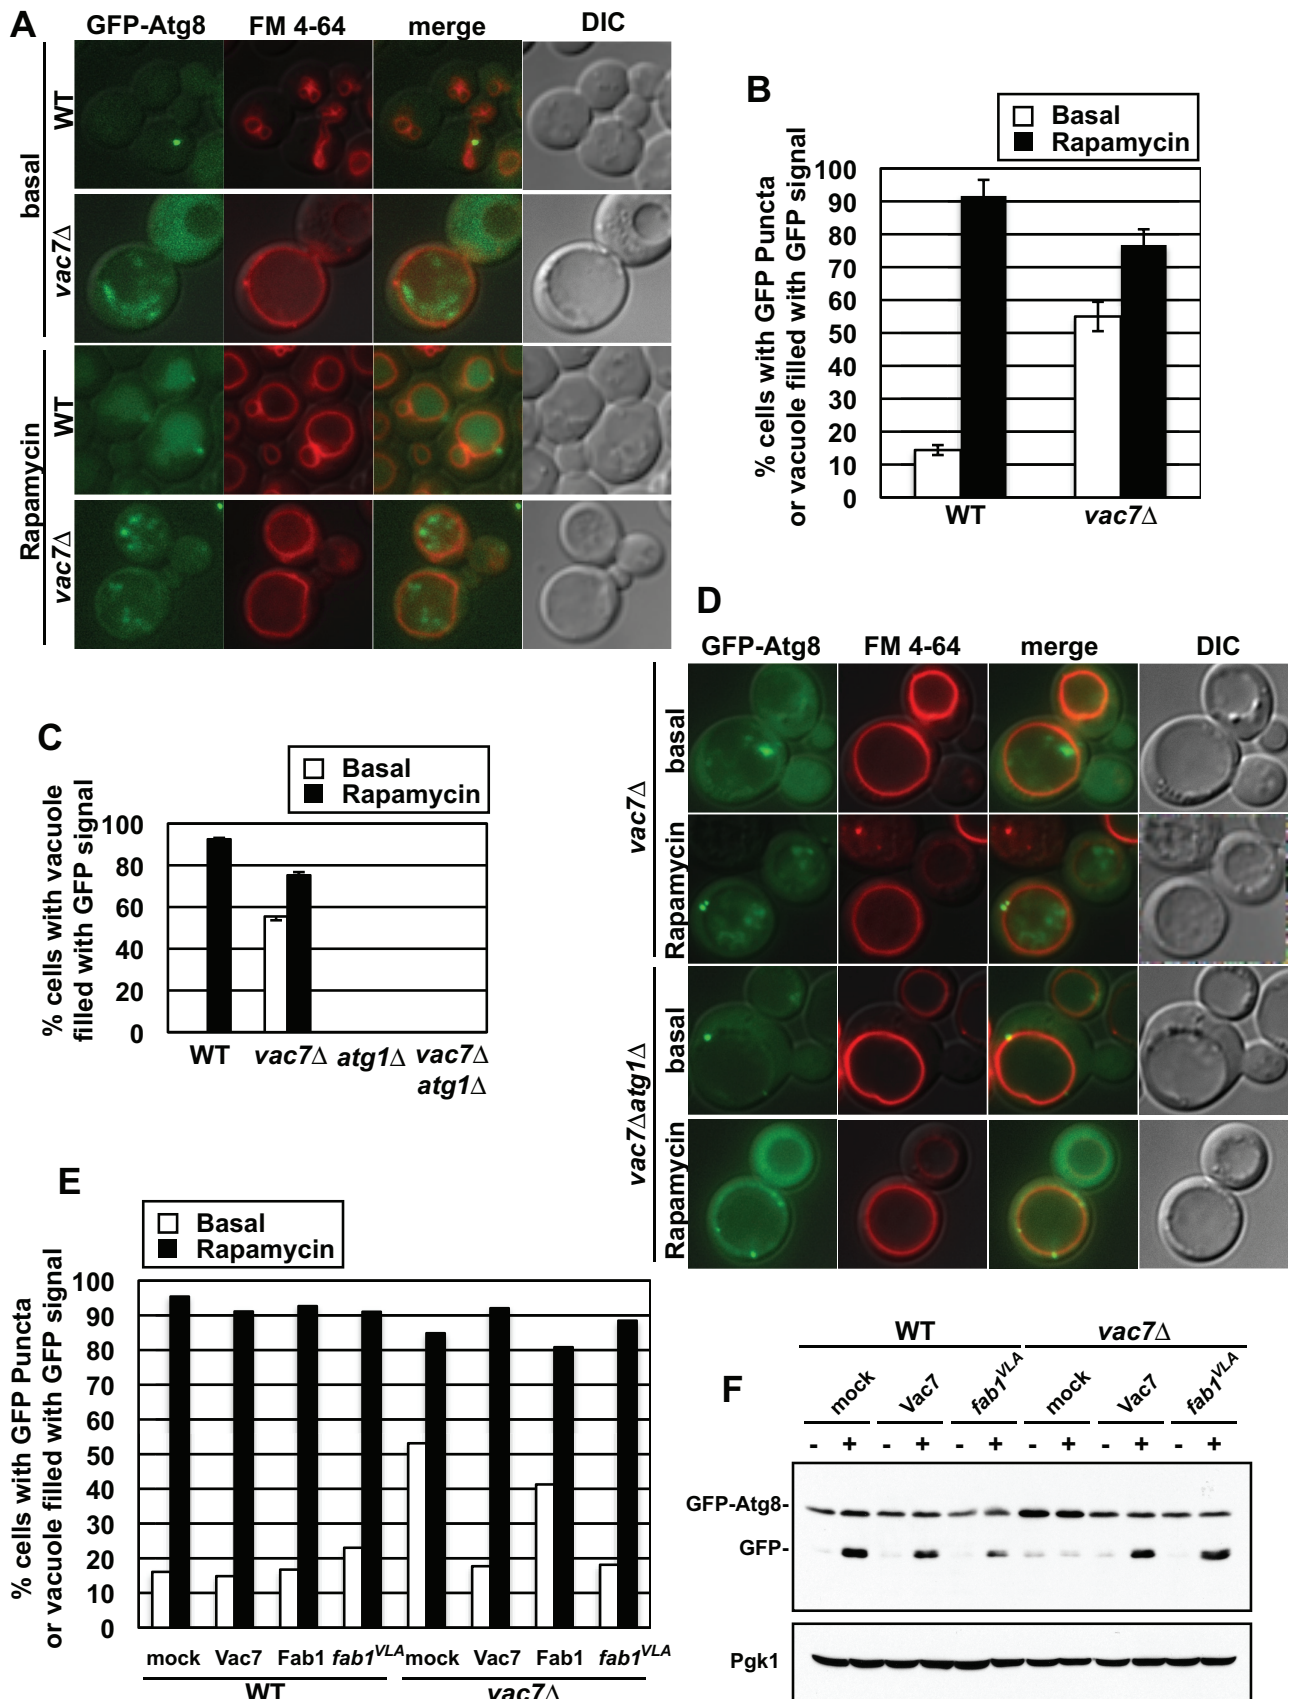 A
GFP-Atg8 FM 4-64 merge DIC
basal
WT
vac7Δ
Rapamycin
WT
vac7Δ
B
Basal
Rapamycin
% cells with GFP Puncta
or vacuole filled with GFP signal
100
90
80
70
60
50
40
30
20
10
0
WT vac7Δ
C
Basal
Rapamycin
% cells with vacuole
filled with GFP signal
100
80
60
40
20
0
WT vac7Δ atg1Δ vac7Δ
atg1Δ
D
GFP-Atg8 FM 4-64 merge DIC
vac7Δ
basal
Rapamycin
vac7Δatg1Δ
basal
Rapamycin
E
Basal
Rapamycin
% cells with GFP Puncta
or vacuole filled with GFP signal
100
90
80
70
60
50
40
30
20
10
0
mock Vac7 Fab1 fab1VLA mock Vac7 Fab1 fab1VLA
WT vac7Δ
F
WT vac7Δ
mock Vac7 fab1VLA mock Vac7 fab1VLA
- + - + - + - + - + - +
GFP-Atg8-
GFP-
Pgk1